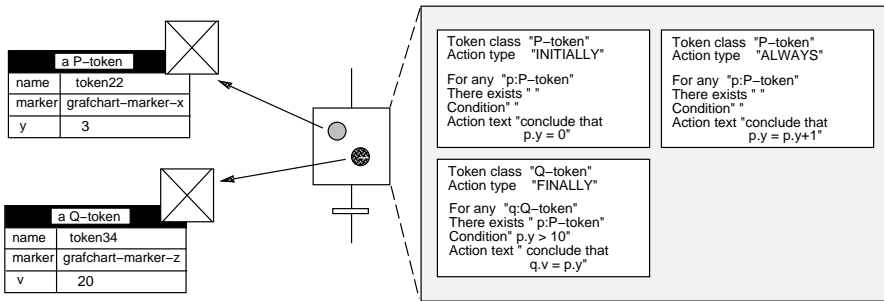 a P−token
name token22
marker grafchart−marker−x
y 3
a Q−token
name token34
marker grafchart−marker−z
v 20
Token class "P−token"
Action type "INITIALLY"
For any "p:P−token"
There exists " "
Condition" "
Action text "conclude that
p.y = 0"
Token class "P−token"
Action type "ALWAYS"
For any "p:P−token"
There exists " "
Condition" "
Action text "conclude that
p.y = p.y+1"
Token class "Q−token"
Action type "FINALLY"
For any "q:Q−token"
There exists " p:P−token"
Condition" p.y > 10"
Action text " conclude that
q.v = p.y"